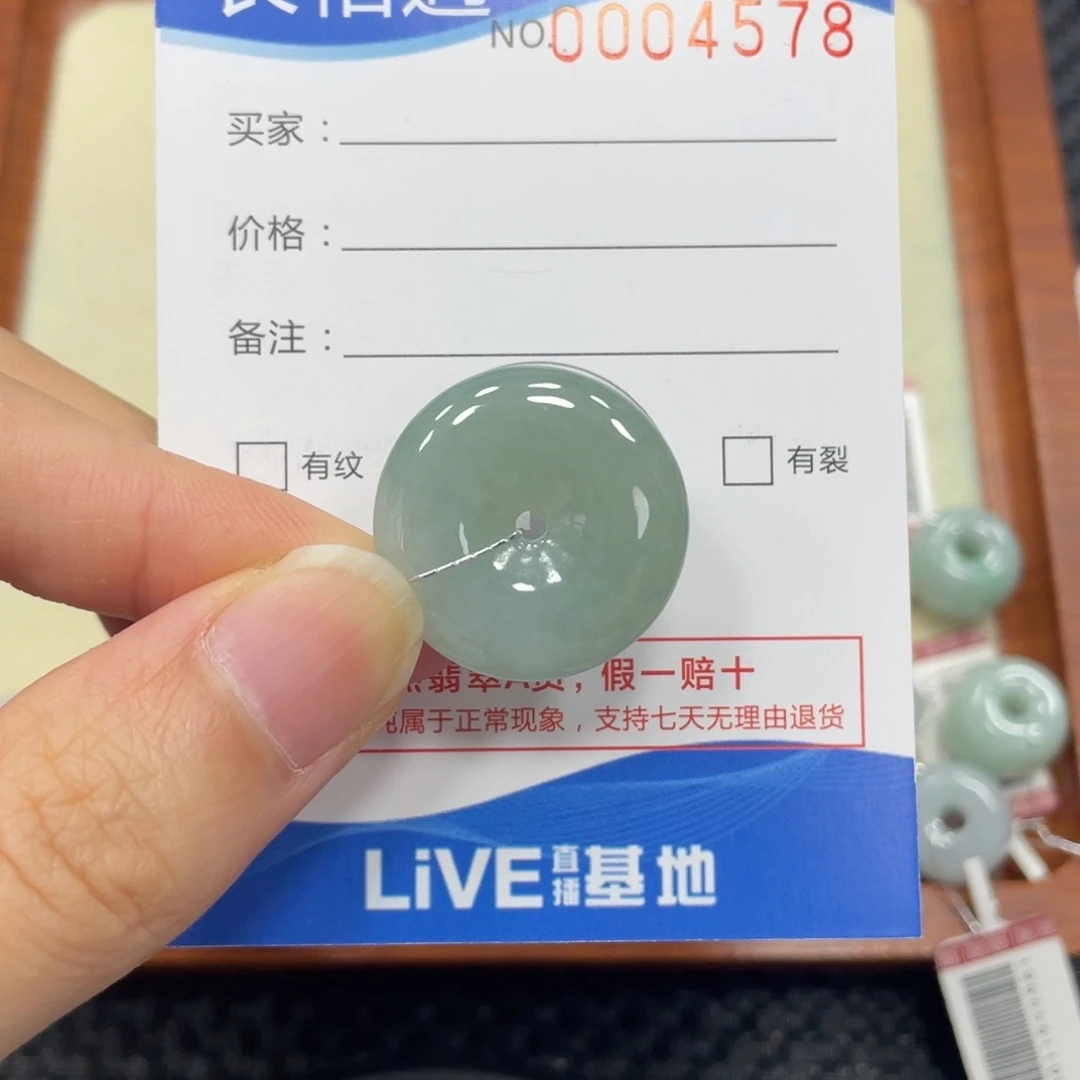 NO.0004578
买家：
价格：
备注：
有纹
有裂
翡翠A货，假一赔十
属于正常现象，支持七天无理由退货
LiVE直播基地